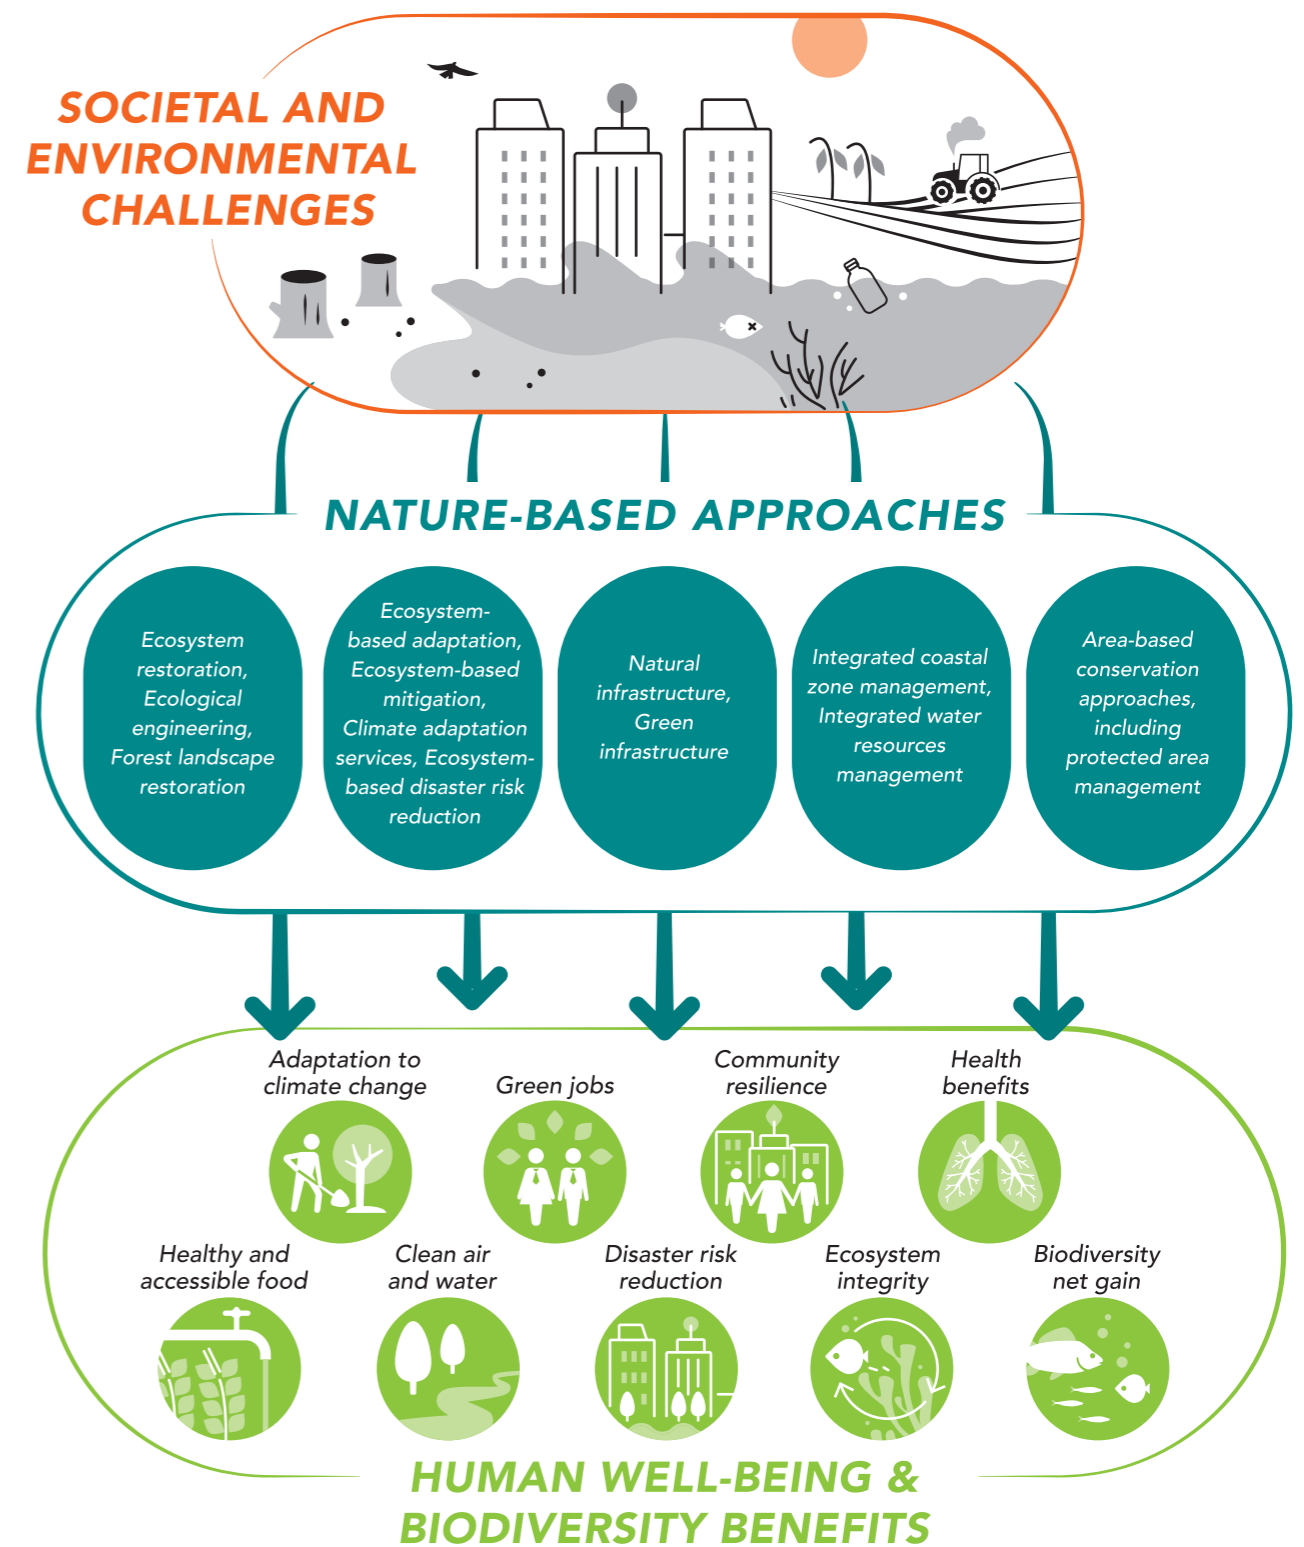 SOCIETAL AND
ENVIRONMENTAL
CHALLENGES
NATURE-BASED APPROACHES
Ecosystem
restoration,
Ecological
engineering,
Forest landscape
restoration
Ecosystem-
based adaptation,
Ecosystem-based
mitigation,
Climate adaptation
services, Ecosystem-
based disaster risk
reduction
Natural
infrastructure,
Green
infrastructure
Integrated coastal
zone management,
Integrated water
resources
management
Area-based
conservation
approaches,
including
protected area
management
Adaptation to
climate change
Green jobs
Community
resilience
Health
benefits
Healthy and
accessible food
Clean air
and water
Disaster risk
reduction
Ecosystem
integrity
Biodiversity
net gain
HUMAN WELL-BEING &
BIODIVERSITY BENEFITS